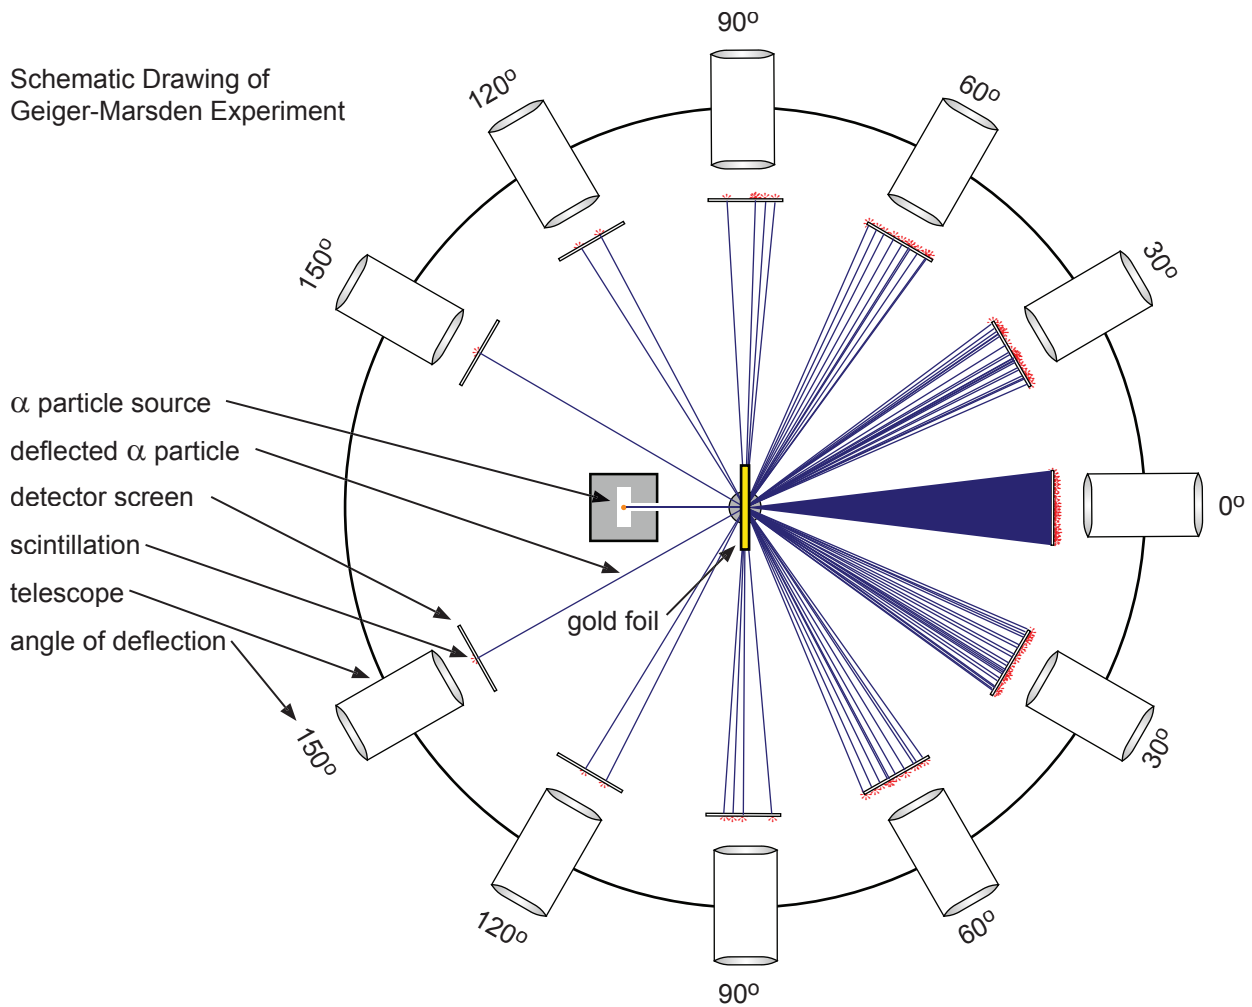 Schematic Drawing of
Geiger-Marsden Experiment
90º
120º
60º
150º
30º
α particle source
deflected α particle
detector screen
scintillation
telescope
angle of deflection
gold foil
0º
150º
30º
120º
60º
90º